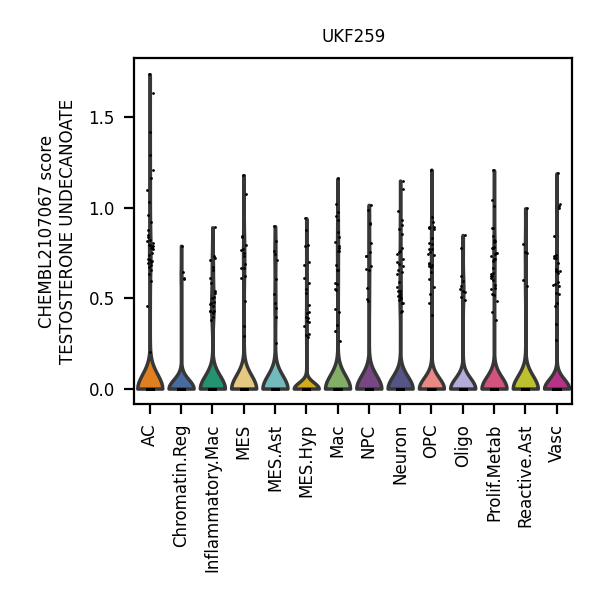 UKF259
CHEMBL2107067 score
TESTOSTERONE UNDECANOATE
1.5
1.0
0.5
0.0
AC
Chromatin.Reg
Inflammatory.Mac
MES
MES.Ast
MES.Hyp
Mac
NPC
Neuron
OPC
Oligo
Prolif.Metab
Reactive.Ast
Vasc